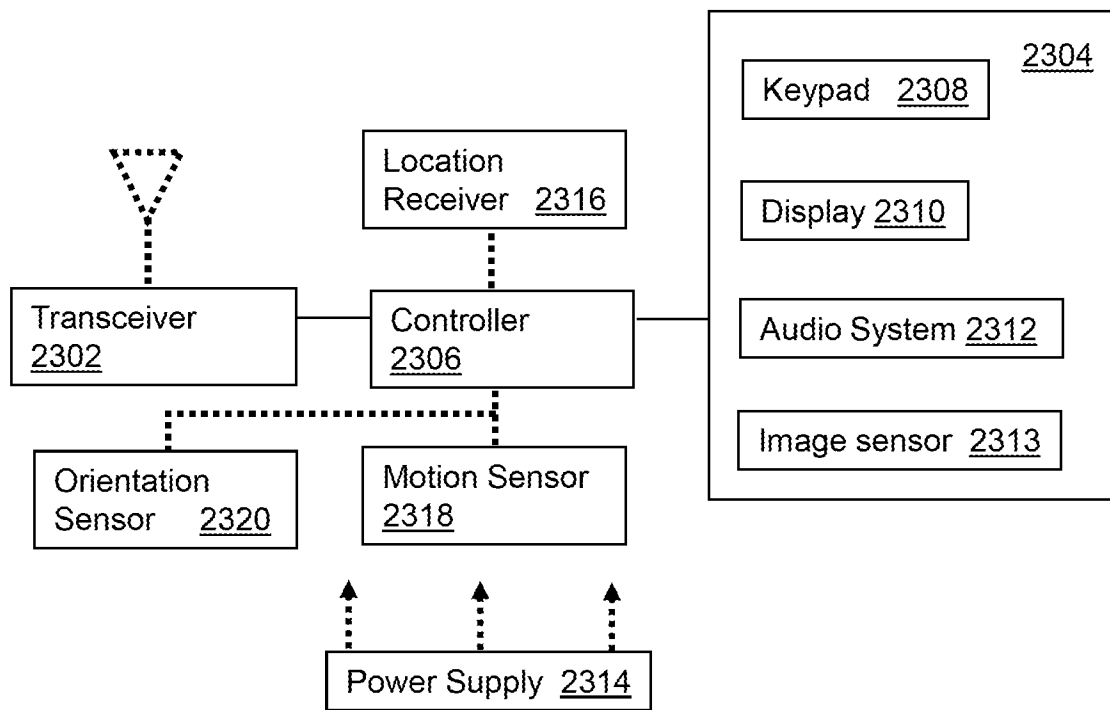 2304
Keypad 2308
Location
Receiver 2316
Display 2310
Transceiver
2302
Controller
2306
Audio System 2312
Image sensor 2313
Orientation
Sensor 2320
Motion Sensor
2318
Power Supply 2314